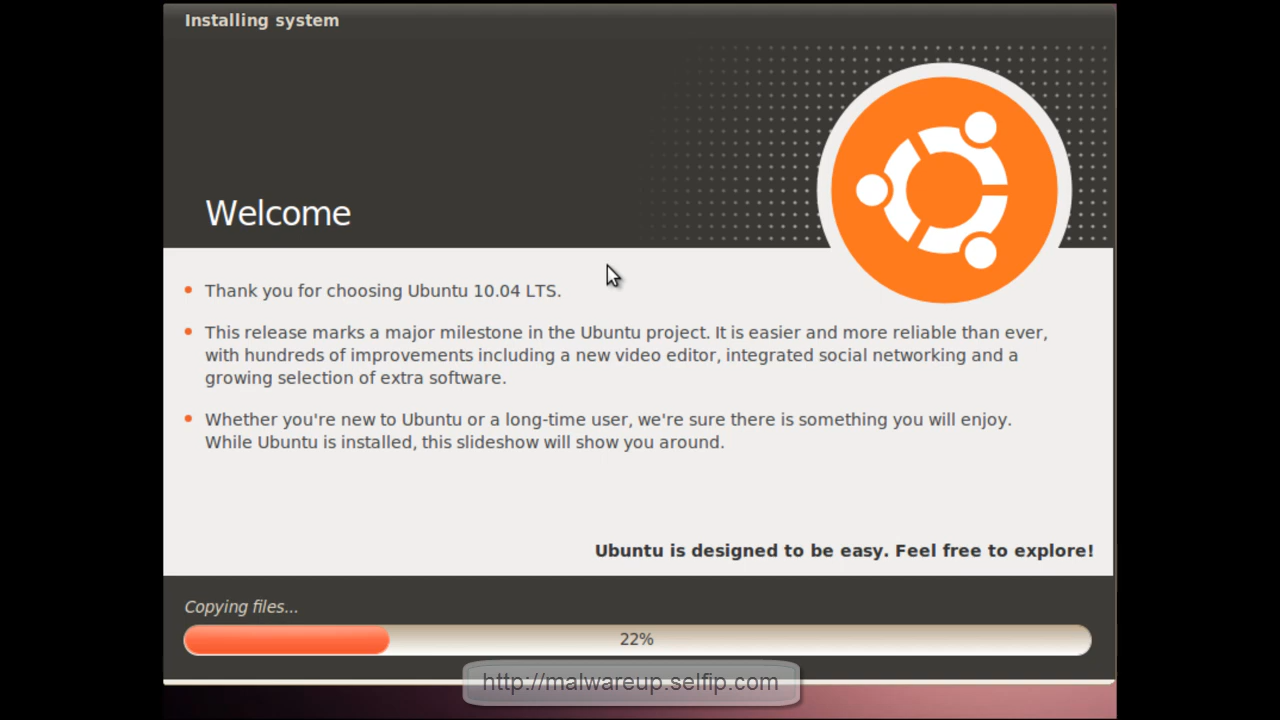 Installing system
Welcome
Thank you for choosing Ubuntu 10.04 LTS.
This release marks a major milestone in the Ubuntu project. It is easier and more reliable than ever,
with hundreds of improvements including a new video editor, integrated social networking and a
growing selection of extra software.
Whether you're new to Ubuntu or a long-time user, we're sure there is something you will enjoy.
While Ubuntu is installed, this slideshow will show you around.
Ubuntu is designed to be easy. Feel free to explore!
Copying files...
22%
http://malwareup.selfip.com